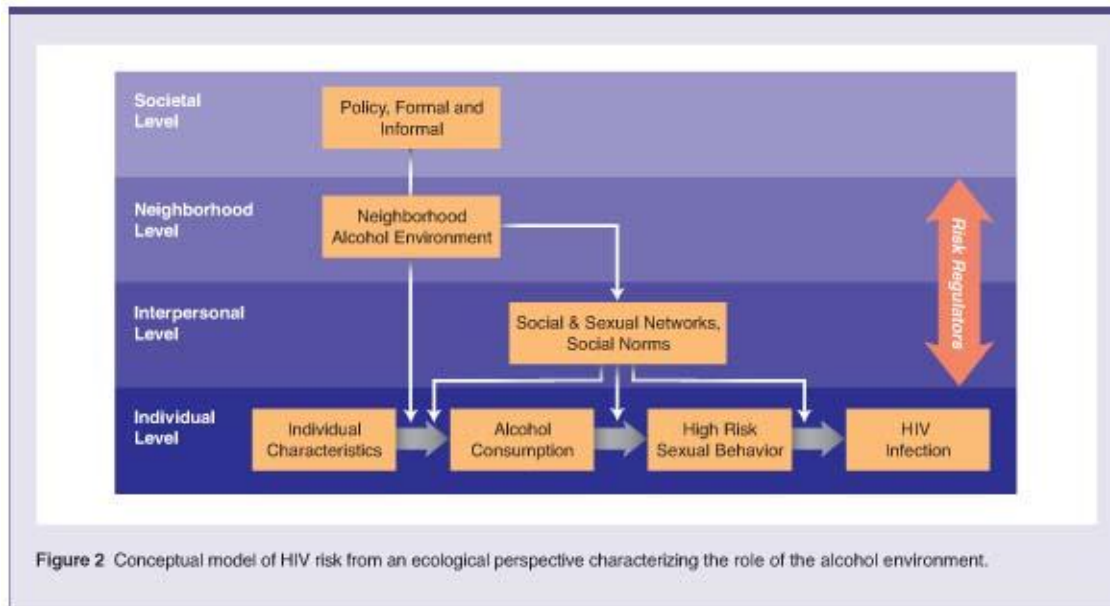 Societal
Level
Policy, Formal and
Informal
Neighborhood
Level
Neighborhood
Alcohol Environment
Risk Regulators
Interpersonal
Level
Social & Sexual Networks,
Social Norms
Individual
Level
Individual
Characteristics
Alcohol
Consumption
High Risk
Sexual Behavior
HIV
Infection
Figure 2 Conceptual model of HIV risk from an ecological perspective characterizing the role of the alcohol environment.